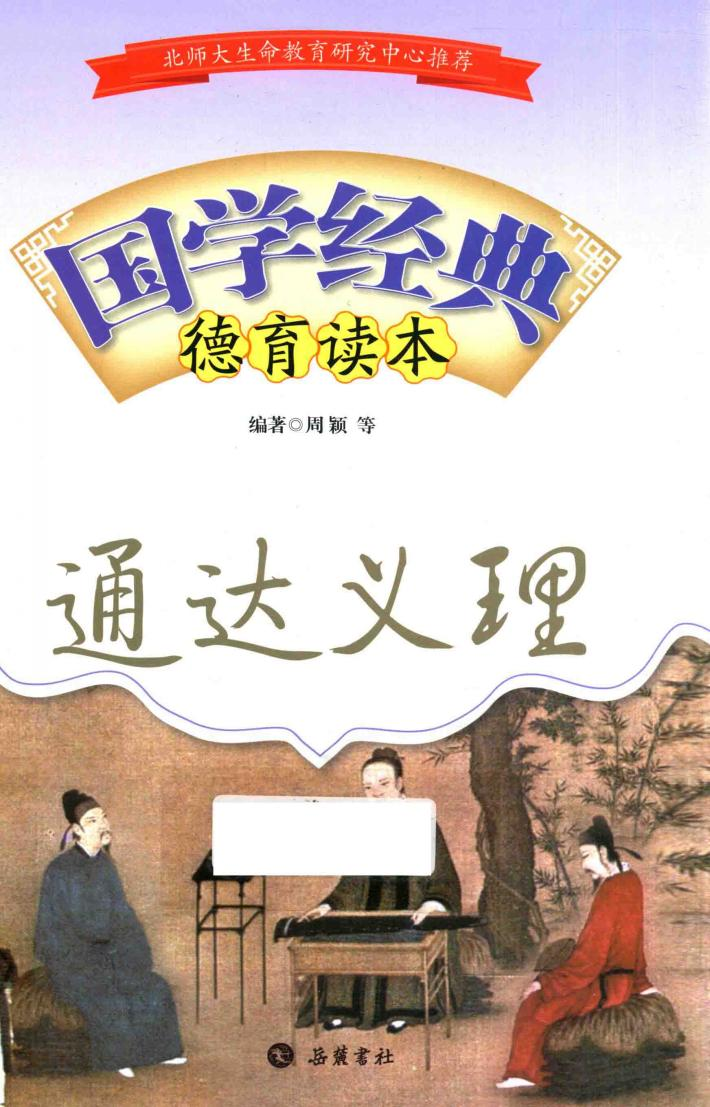 北师大生命教育研究中心推荐
国学经典
德育读本
编著◎周颖 等
通达义理
岳麓書社